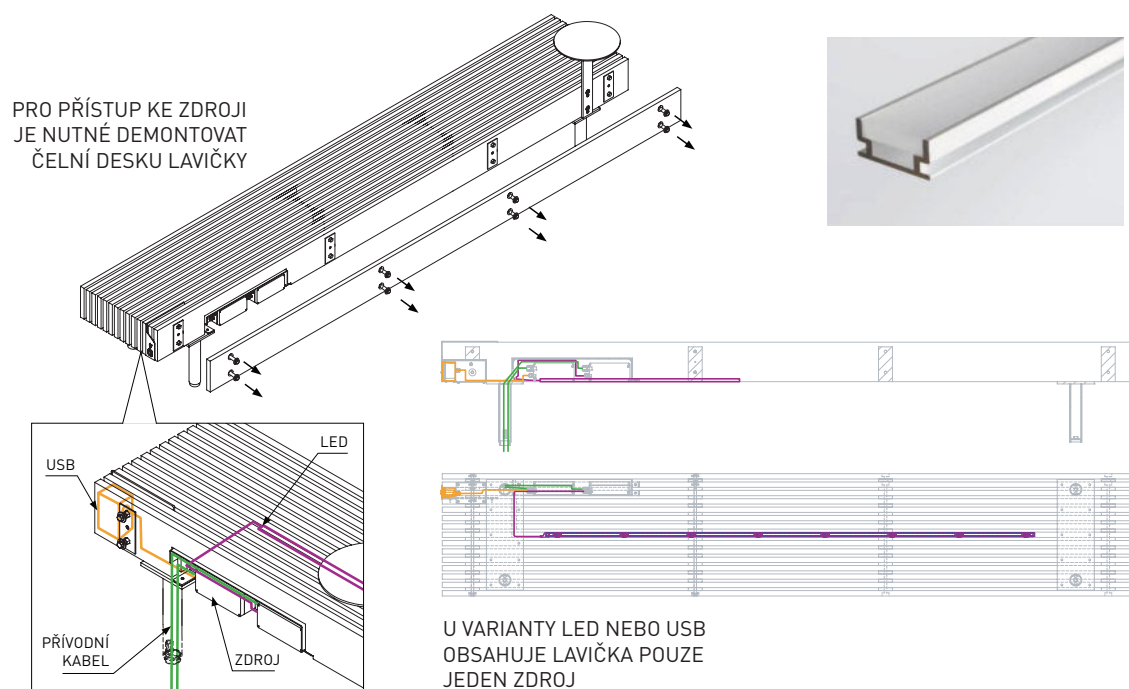 PRO PŘÍSTUP KE ZDROJI
JE NUTNÉ DEMONTOVAT
ČELNÍ DESKU LAVIČKY
LED
USB
PŘÍVODNÍ
KABEL
ZDROJ
U VARIANTY LED NEBO USB
OBSAHUJE LAVIČKA POUZE
JEDEN ZDROJ